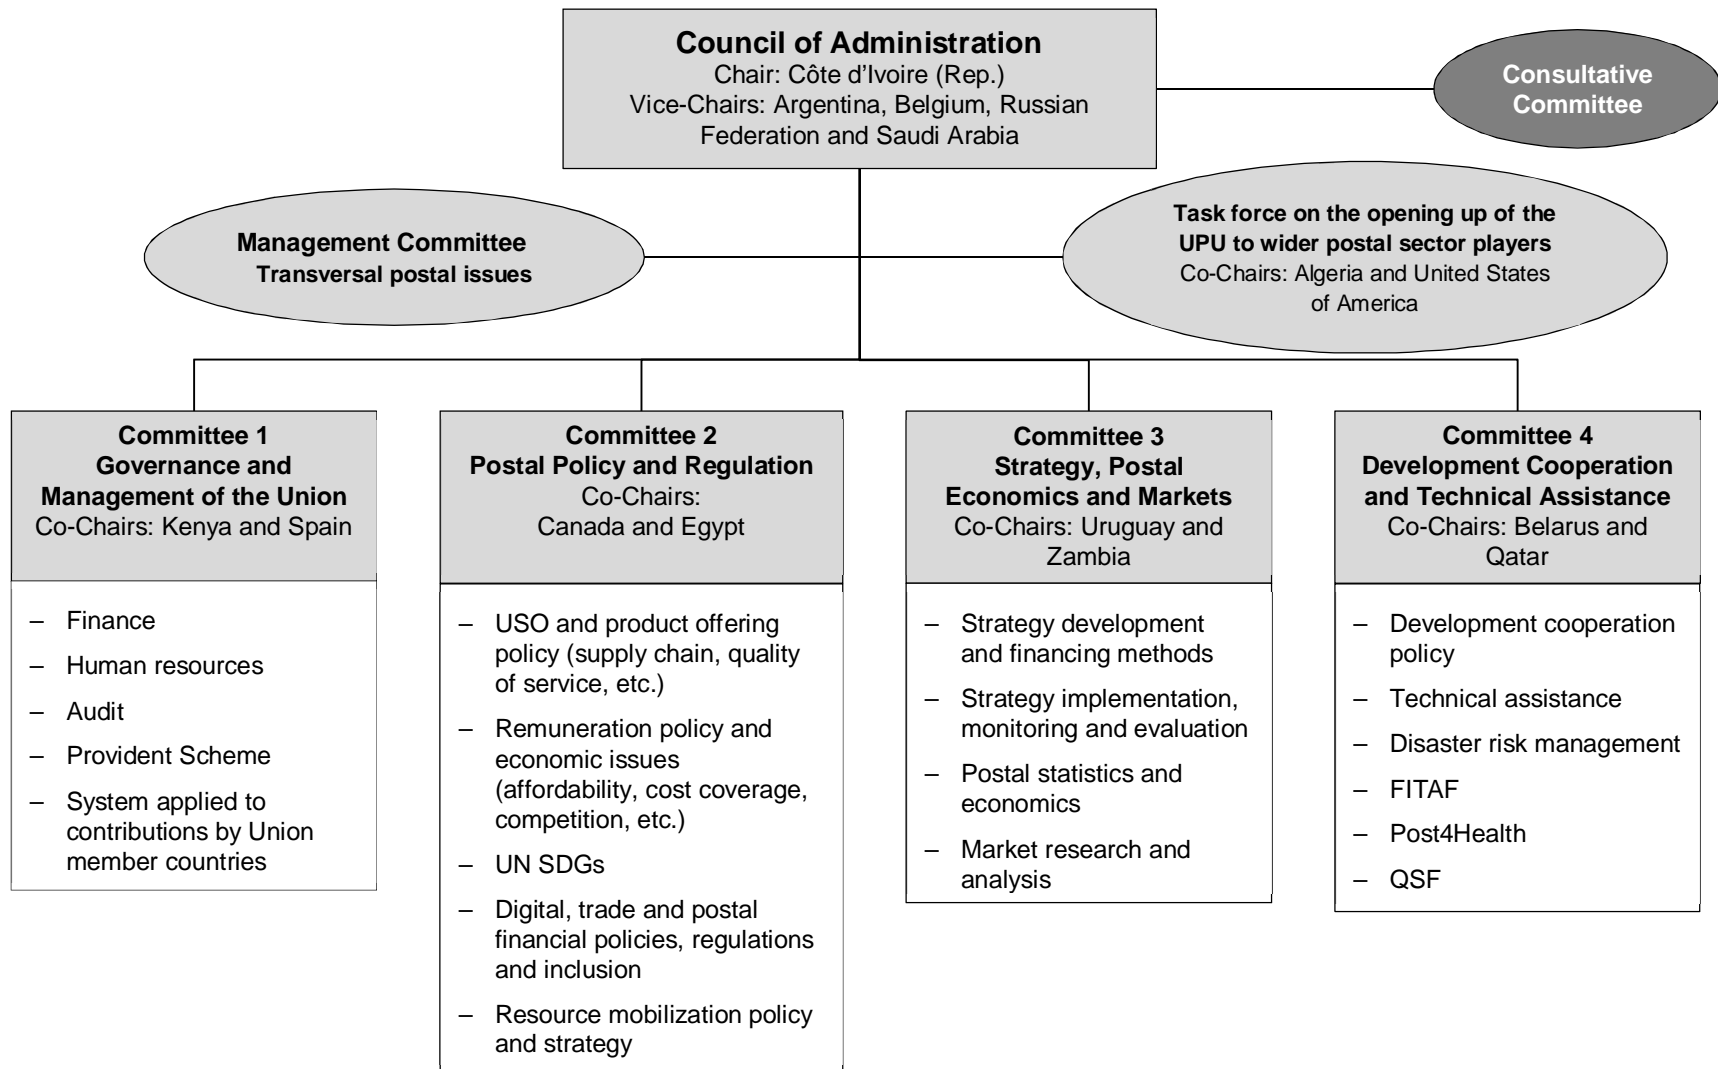 Council of Administration
Chair: Côte d’Ivoire (Rep.)
Vice-Chairs: Argentina, Belgium, Russian
Federation and Saudi Arabia
Consultative
Committee
Management Committee
Transversal postal issues
Task force on the opening up of the
UPU to wider postal sector players
Co-Chairs: Algeria and United States
of America
Committee 1
Governance and
Management of the Union
Co-Chairs: Kenya and Spain
– Finance
– Human resources
– Audit
– Provident Scheme
– System applied to
contributions by Union
member countries
Committee 2
Postal Policy and Regulation
Co-Chairs:
Canada and Egypt
– USO and product offering
policy (supply chain, quality
of service, etc.)
– Remuneration policy and
economic issues
(affordability, cost coverage,
competition, etc.)
– UN SDGs
– Digital, trade and postal
financial policies, regulations
and inclusion
– Resource mobilization policy
and strategy
Committee 3
Strategy, Postal
Economics and Markets
Co-Chairs: Uruguay and
Zambia
– Strategy development
and financing methods
– Strategy implementation,
monitoring and evaluation
– Postal statistics and
economics
– Market research and
analysis
Committee 4
Development Cooperation
and Technical Assistance
Co-Chairs: Belarus and
Qatar
– Development cooperation
policy
– Technical assistance
– Disaster risk management
– FITAF
– Post4Health
– QSF